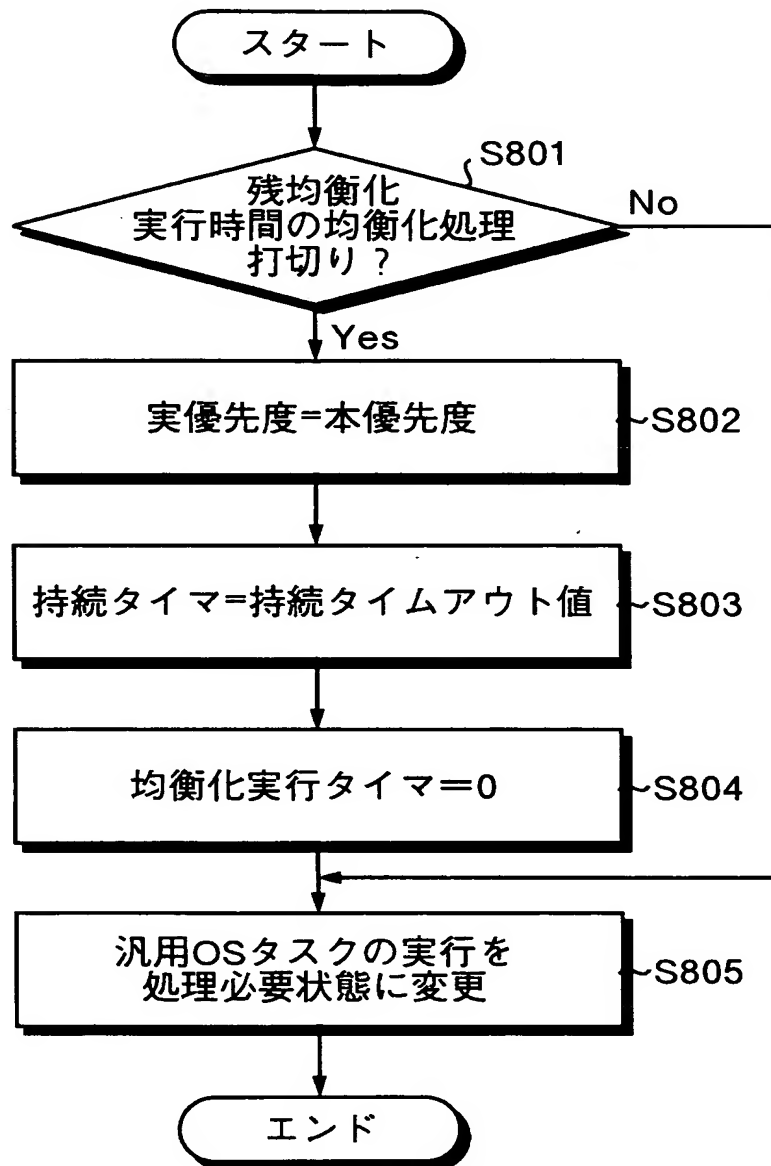 スタート
S801
残均衡化
実行時間の均衡化処理
打切り?
No
Yes
実優先度=本優先度
S802
持続タイマ=持続タイムアウト値
S803
均衡化実行タイマ=0
S804
汎用OSタスクの実行を
処理必要状態に変更
S805
エンド